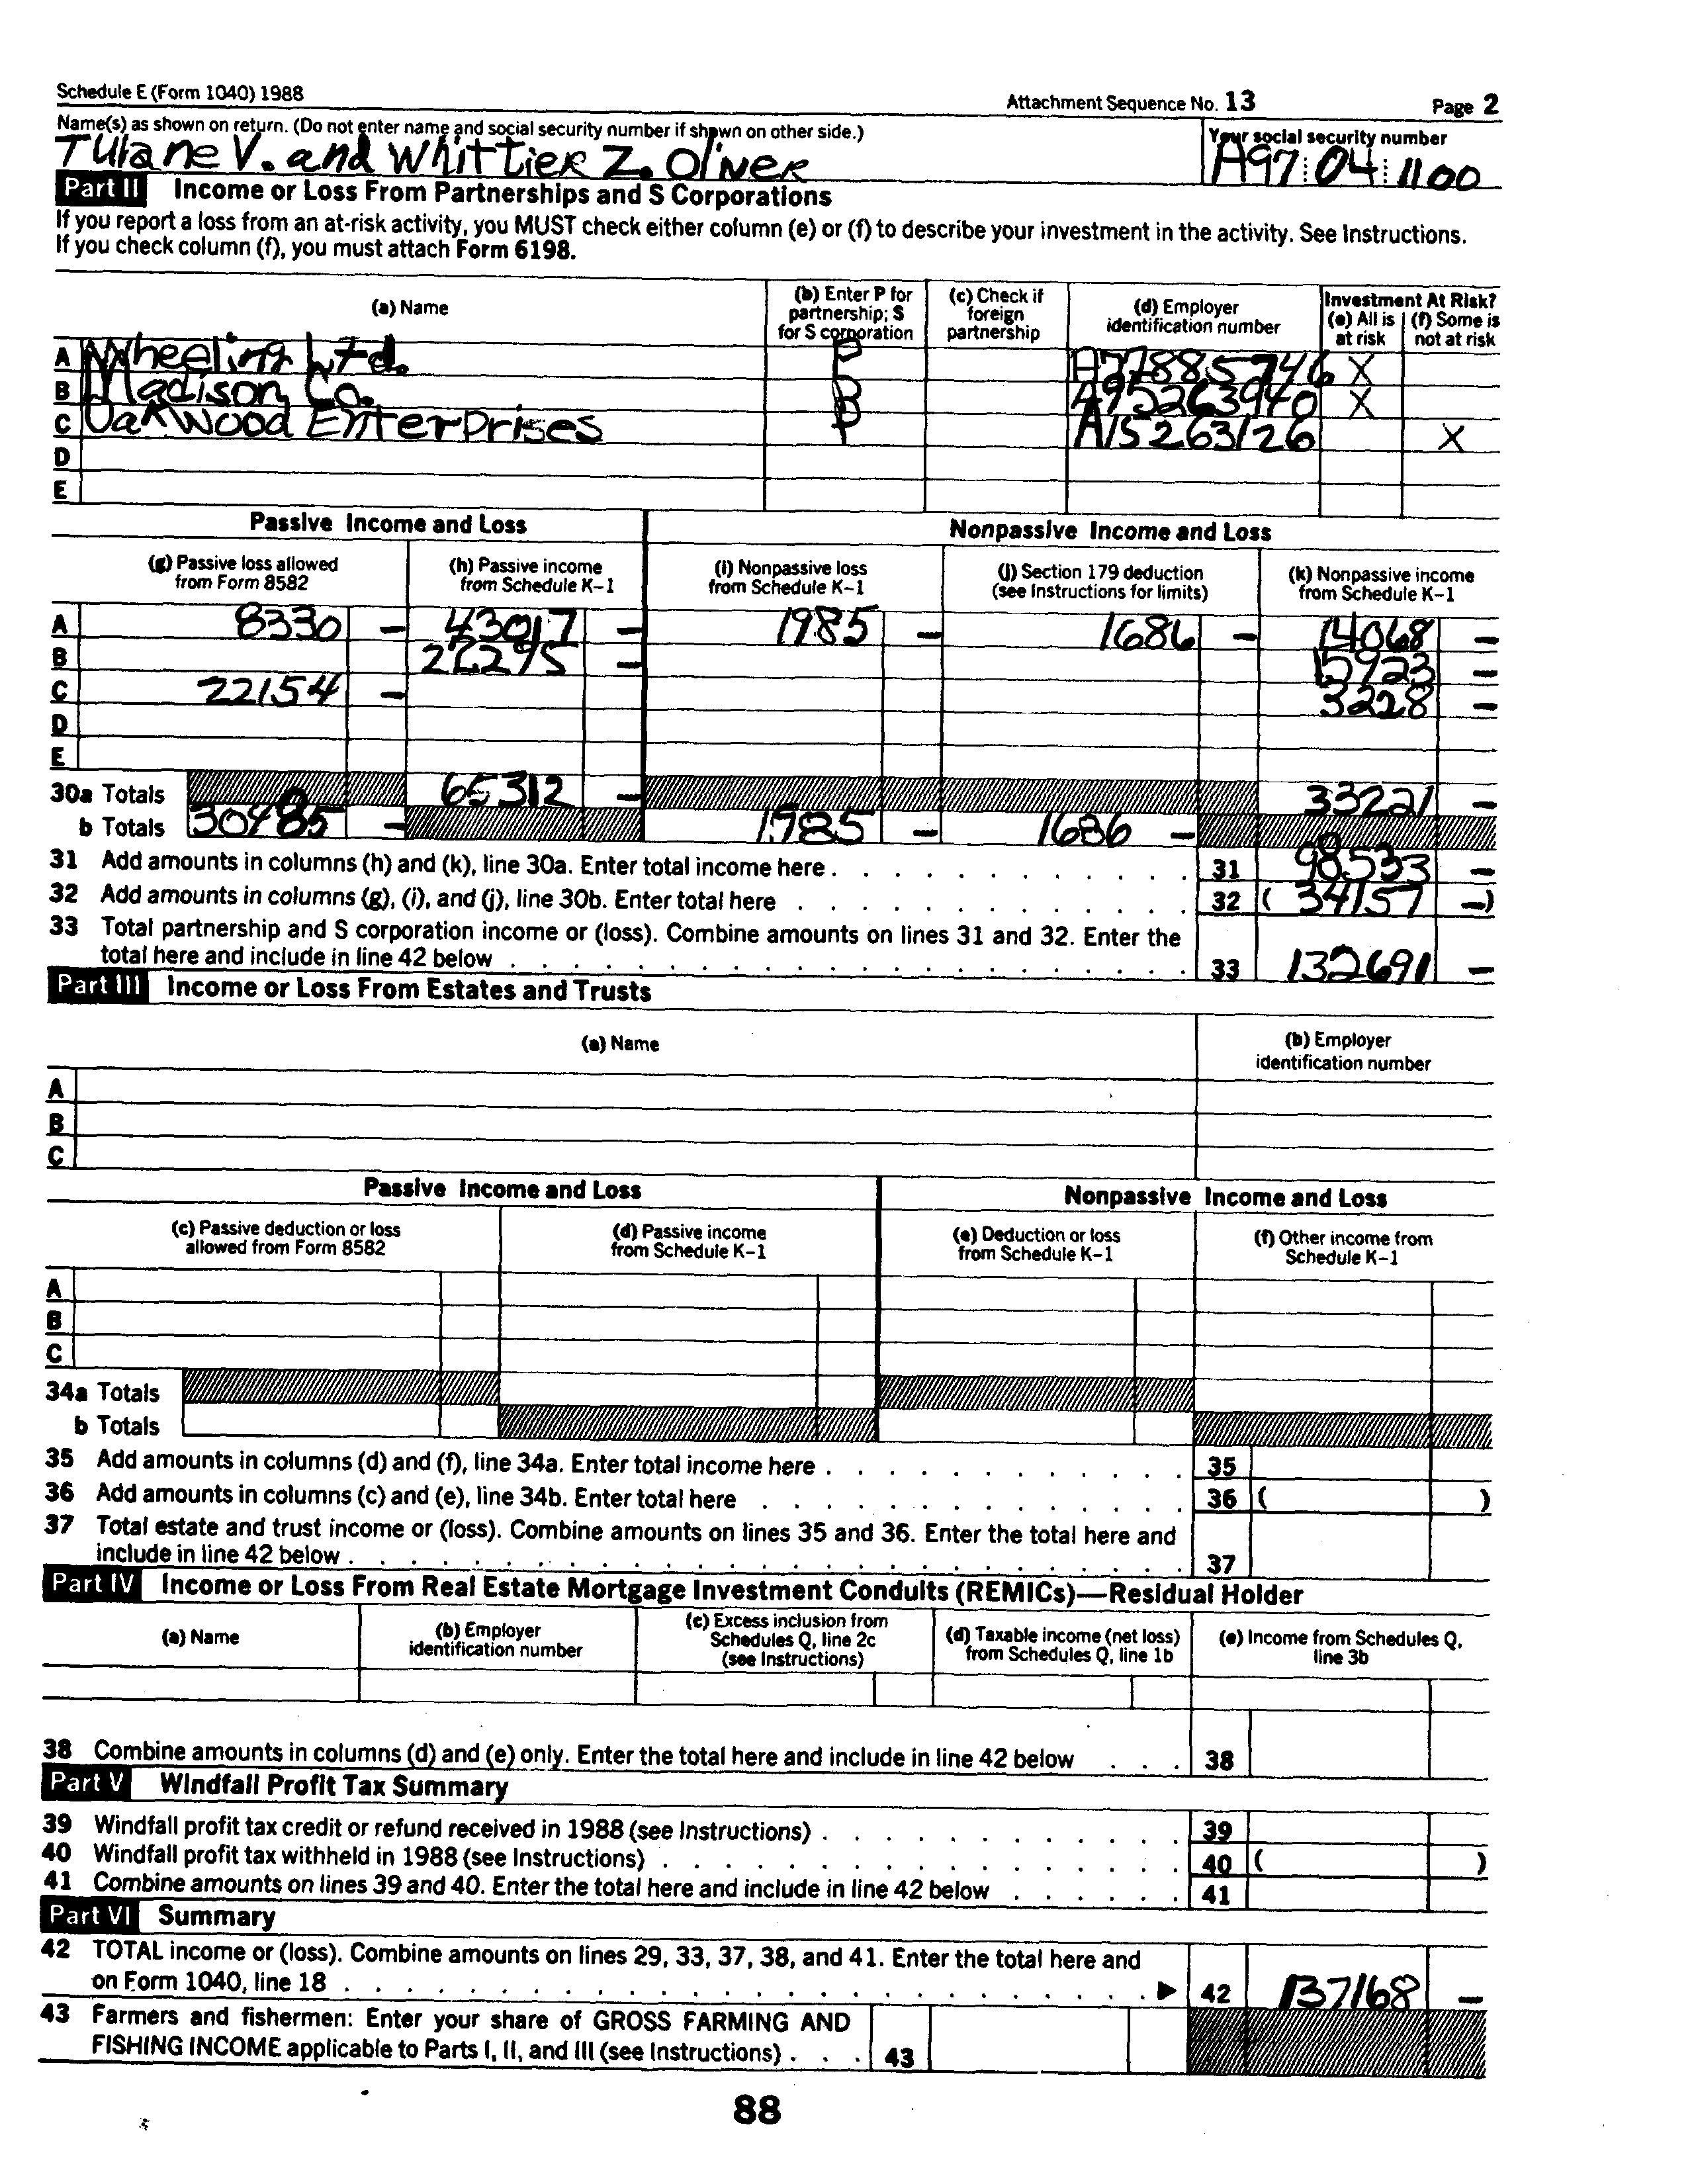 Schedule E (Form 1040) 1988 Attachment Sequence No. 13 Page 2
Name(s) as shown on return. (Do not enter name and social security number if shown on other side.) Your social security number
Tulane V. and Whittier Z. Oliver A97 04 1100
Part II Income or Loss From Partnerships and S Corporations
If you report a loss from an at-risk activity, you MUST check either column (e) or (f) to describe your investment in the activity. See Instructions.
If you check column (f), you must attach Form 6198.
(a) Name (b) Enter P for partnership; S for S corporation (c) Check if foreign partnership (d) Employer identification number Investment At Risk? (e) All is at risk (f) Some is not at risk
A Wheeling Ltd. P A77885746 X
B Madison Co. P A95263940 X
C Oakwood Enterprises P A15263126 X
D
E
Passive Income and Loss Nonpassive Income and Loss
(g) Passive loss allowed from Form 8582 (h) Passive income from Schedule K-1 (i) Nonpassive loss from Schedule K-1 (j) Section 179 deduction (see Instructions for limits) (k) Nonpassive income from Schedule K-1
A 8330 – 43017 – 1985 – 1686 – 14068 –
B 22295 – 15923 –
C 22154 – 3228 –
D
E
30a Totals 65312 – 33221 –
b Totals 30485 – 1985 – 1686 –
31 Add amounts in columns (h) and (k), line 30a. Enter total income here 31 98533 –
32 Add amounts in columns (g), (i), and (j), line 30b. Enter total here 32 ( 34157 – )
33 Total partnership and S corporation income or (loss). Combine amounts on lines 31 and 32. Enter the
total here and include in line 42 below 33 132691 –
Part III Income or Loss From Estates and Trusts
(a) Name (b) Employer identification number
A
B
C
Passive Income and Loss Nonpassive Income and Loss
(c) Passive deduction or loss allowed from Form 8582 (d) Passive income from Schedule K-1 (e) Deduction or loss from Schedule K-1 (f) Other income from Schedule K-1
A
B
C
34a Totals
b Totals
35 Add amounts in columns (d) and (f), line 34a. Enter total income here 35
36 Add amounts in columns (c) and (e), line 34b. Enter total here 36 ( )
37 Total estate and trust income or (loss). Combine amounts on lines 35 and 36. Enter the total here and
include in line 42 below 37
Part IV Income or Loss From Real Estate Mortgage Investment Conduits (REMICs)—Residual Holder
(a) Name (b) Employer identification number (c) Excess inclusion from Schedules Q, line 2c (see Instructions) (d) Taxable income (net loss) from Schedules Q, line 1b (e) Income from Schedules Q, line 3b
38 Combine amounts in columns (d) and (e) only. Enter the total here and include in line 42 below 38
Part V Windfall Profit Tax Summary
39 Windfall profit tax credit or refund received in 1988 (see Instructions) 39
40 Windfall profit tax withheld in 1988 (see Instructions) 40 ( )
41 Combine amounts on lines 39 and 40. Enter the total here and include in line 42 below 41
Part VI Summary
42 TOTAL income or (loss). Combine amounts on lines 29, 33, 37, 38, and 41. Enter the total here and
on Form 1040, line 18 ▶ 42 137168 –
43 Farmers and fishermen: Enter your share of GROSS FARMING AND
FISHING INCOME applicable to Parts I, II, and III (see Instructions) 43
88